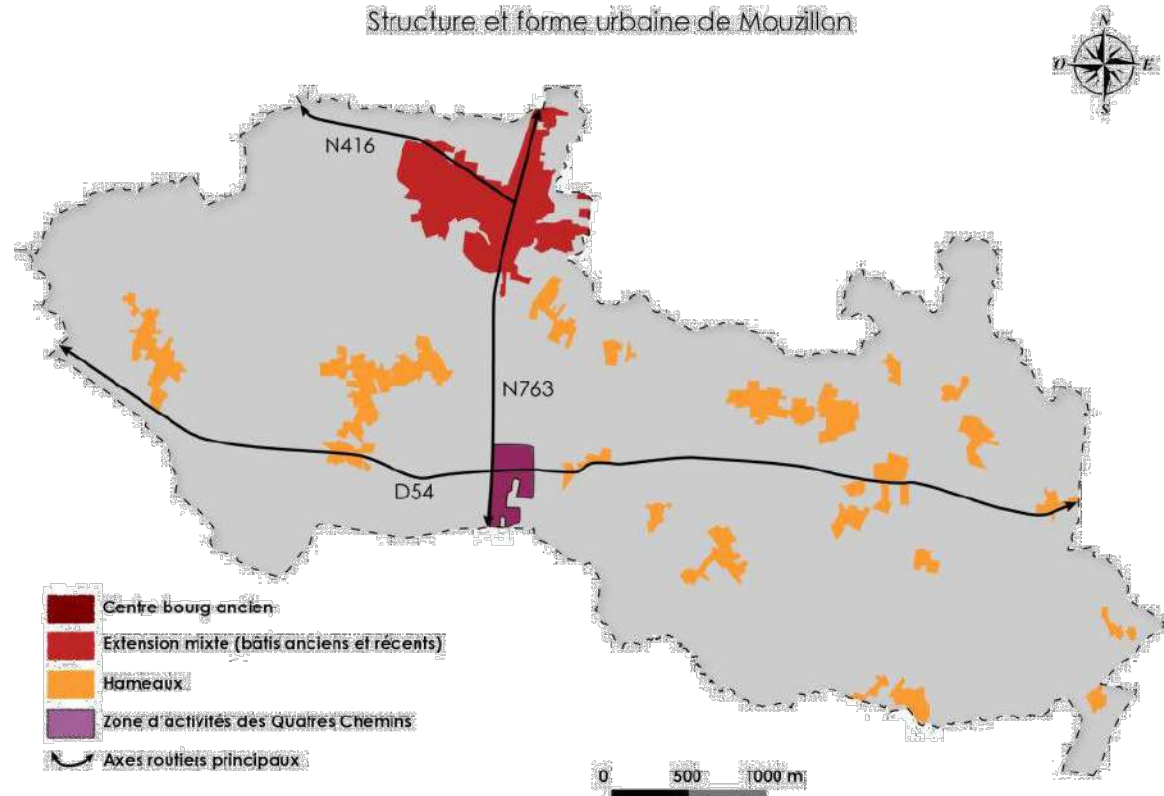 Structure et forme urbaine de Mouzillon
N
O E
S
N416
N763
D54
Centre bourg ancien
Extension mixte (bâtis anciens et récents)
Hameaux
Zone d'activités des Quatres Chemins
Axes routiers principaux
0 500 1000 m